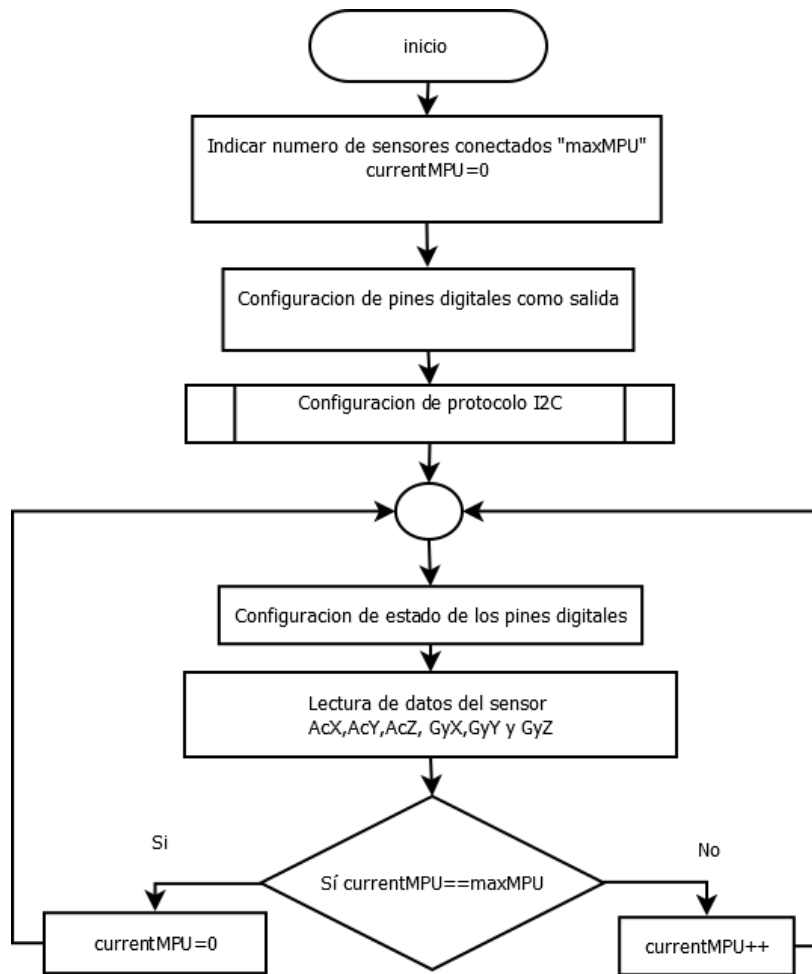 inicio
Indicar numero de sensores conectados "maxMPU"
currentMPU=0
Configuracion de pines digitales como salida
Configuracion de protocolo I2C
Configuracion de estado de los pines digitales
Lectura de datos del sensor
AcX,AcY,AcZ, GyX,GyY y GyZ
Si
No
Sí currentMPU==maxMPU
currentMPU=0
currentMPU++